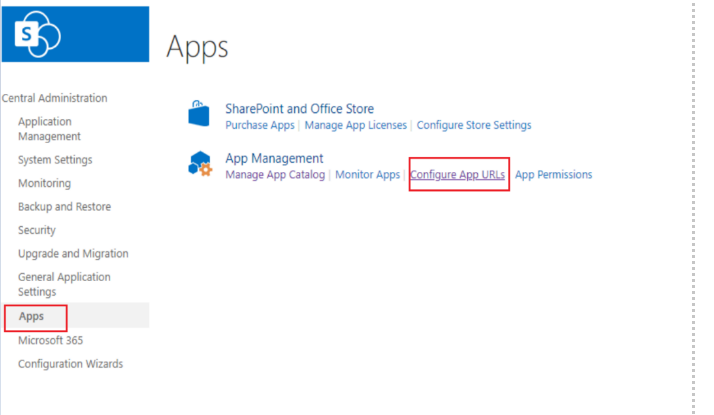 S
Apps
Central Administration
Application
Management
System Settings
Monitoring
Backup and Restore
Security
Upgrade and Migration
General Application
Settings
Apps
Microsoft 365
Configuration Wizards
SharePoint and Office Store
Purchase Apps | Manage App Licenses | Configure Store Settings
App Management
Manage App Catalog | Monitor Apps | Configure App URLs | App Permissions